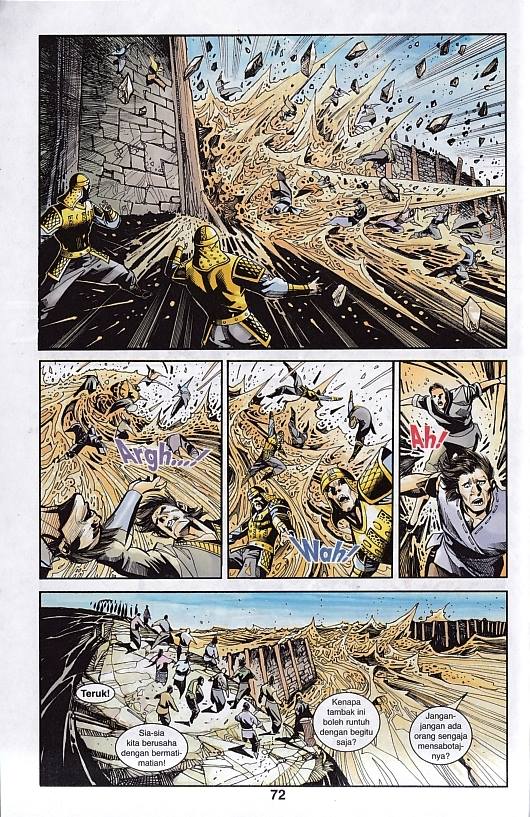 Argh....!
Wah!
Ah!
Teruk!
Sia-sia
kita berusaha
dengan bermati-
matian!
Kenapa
tambak ini
boleh runtuh
dengan begitu
saja?
Jangan-
jangan ada
orang sengaja
mensabotaj-
nya?
72